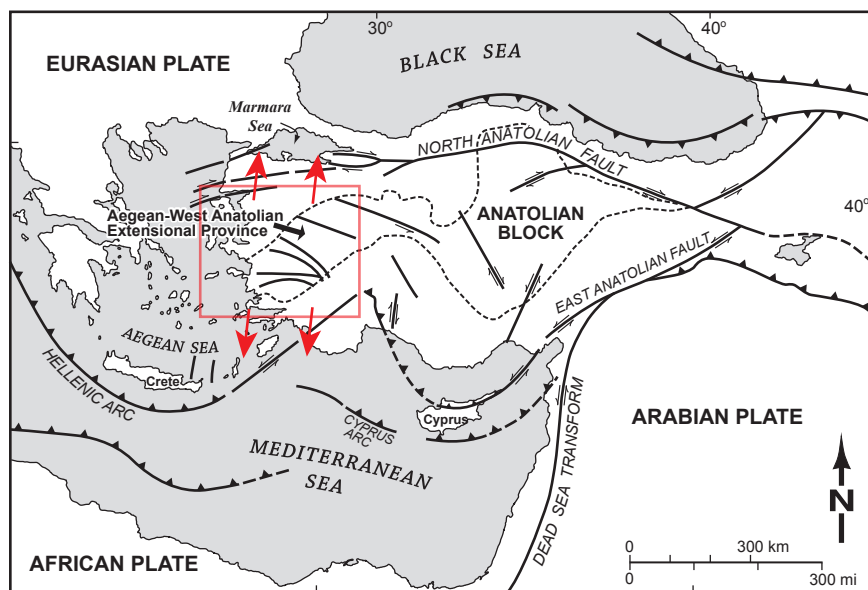 30°
40°
EURASIAN PLATE
BLACK SEA
Marmara
Sea
NORTH ANATOLIAN
FAULT
Aegean-West Anatolian
Extensional Province
ANATOLIAN
BLOCK
40°
EAST ANATOLIAN FAULT
AEGEAN SEA
HELLENIC ARC
Crete
CYPRUS
ARC
Cyprus
MEDITERRANEAN
SEA
DEAD SEA TRANSFORM
ARABIAN PLATE
AFRICAN PLATE
N
0 300 km
0 300 mi